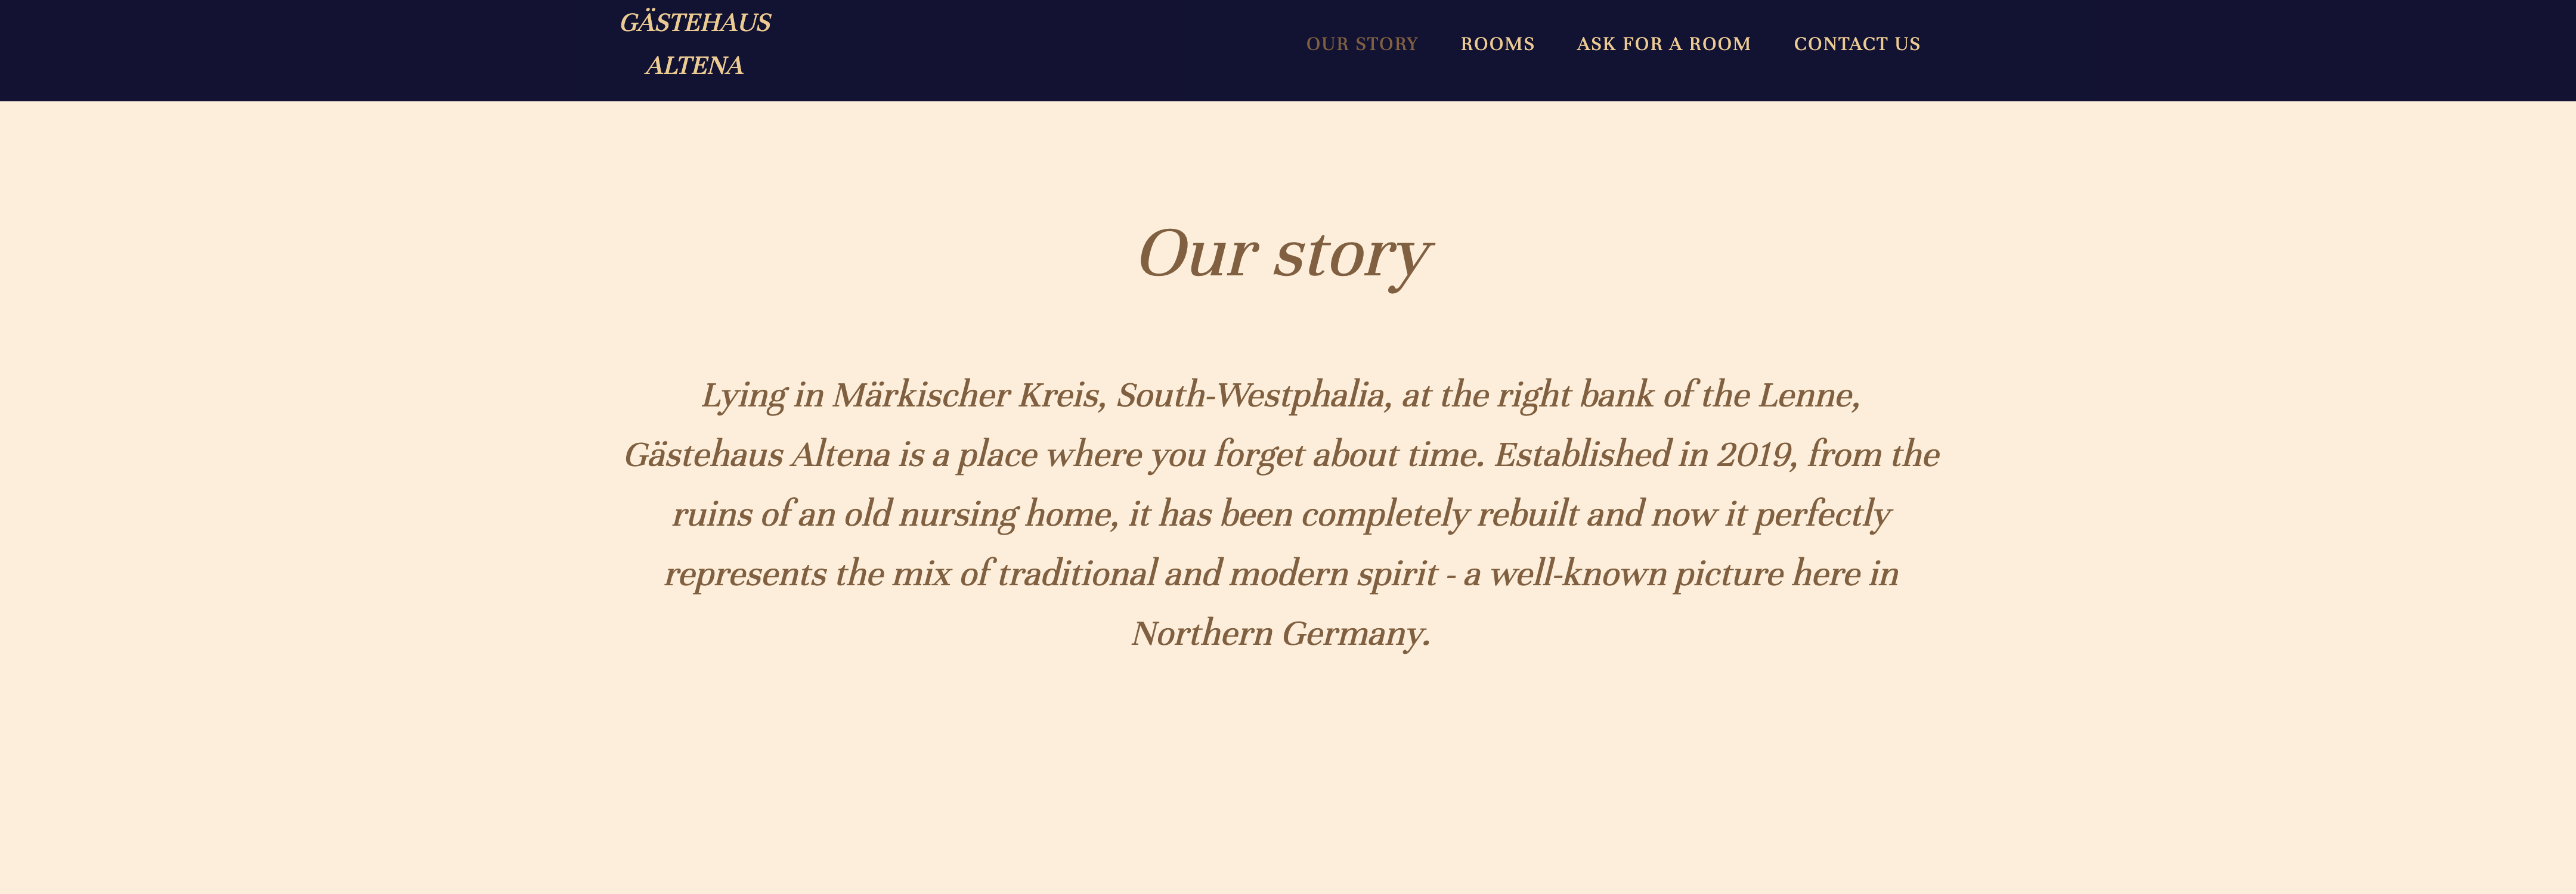 GÄSTEHAUS
ALTENA
OUR STORY ROOMS ASK FOR A ROOM CONTACT US
Our story
Lying in Märkischer Kreis, South-Westphalia, at the right bank of the Lenne,
Gästehaus Altena is a place where you forget about time. Established in 2019, from the
ruins of an old nursing home, it has been completely rebuilt and now it perfectly
represents the mix of traditional and modern spirit - a well-known picture here in
Northern Germany.